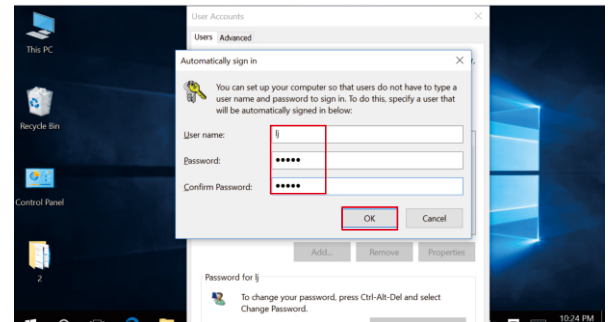 User Accounts
This PC
Users Advanced
Automatically sign in
You can set up your computer so that users do not have to type a
user name and password to sign in. To do this, specify a user that
will be automatically signed in below:
Recycle Bin
User name:
lj
Password:
•••••
Confirm Password:
•••••
Control Panel
OK
Cancel
Add...
Remove
Properties
2
Password for lj
To change your password, press Ctrl-Alt-Del and select
Change Password.
10:24 PM